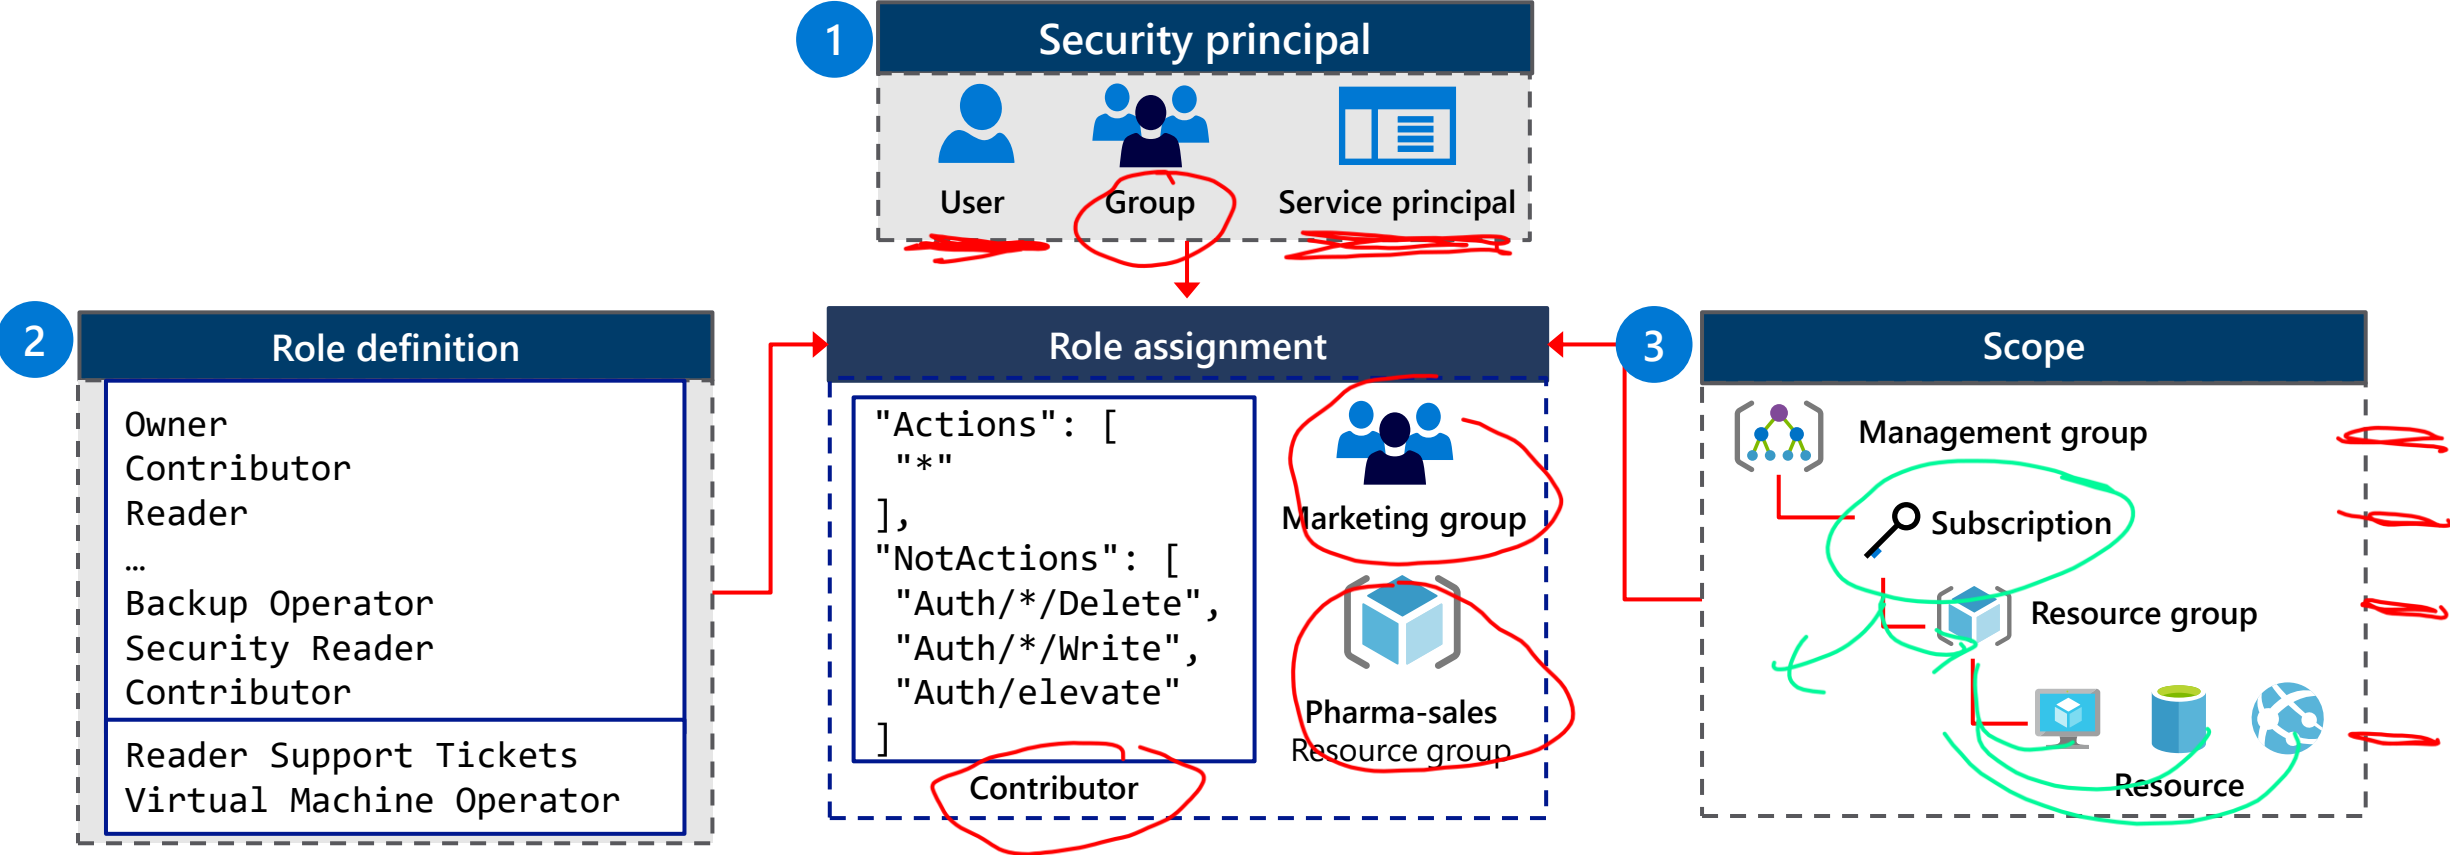 1
Security principal
User
Group
Service principal
2
Role definition
Owner
Contributor
Reader
…
Backup Operator
Security Reader
Contributor
Reader Support Tickets
Virtual Machine Operator
Role assignment
"Actions": [
"*"
],
"NotActions": [
"Auth/*/Delete",
"Auth/*/Write",
"Auth/elevate"
]
Contributor
Marketing group
Pharma-sales
Resource group
3
Scope
Management group
Subscription
Resource group
Resource